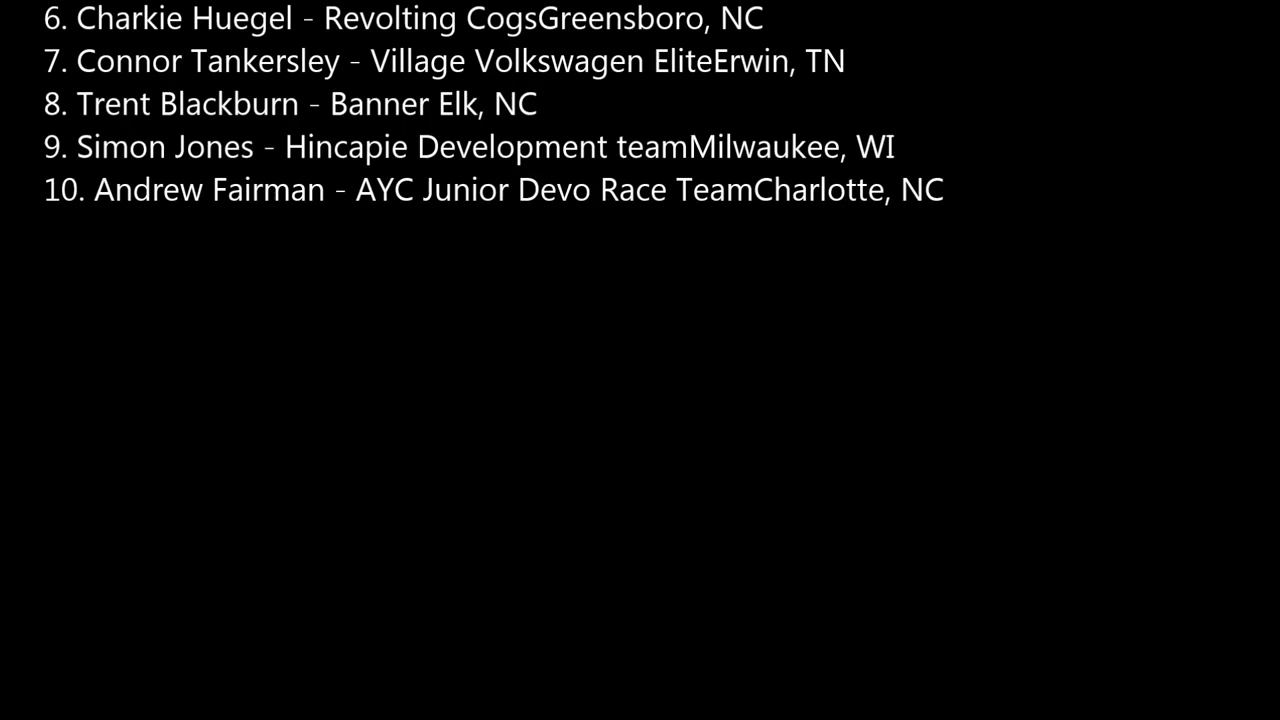 6. Charkie Huegel - Revolting CogsGreensboro, NC
7. Connor Tankersley - Village Volkswagen EliteErwin, TN
8. Trent Blackburn - Banner Elk, NC
9. Simon Jones - Hincapie Development teamMilwaukee, WI
10. Andrew Fairman - AYC Junior Devo Race TeamCharlotte, NC